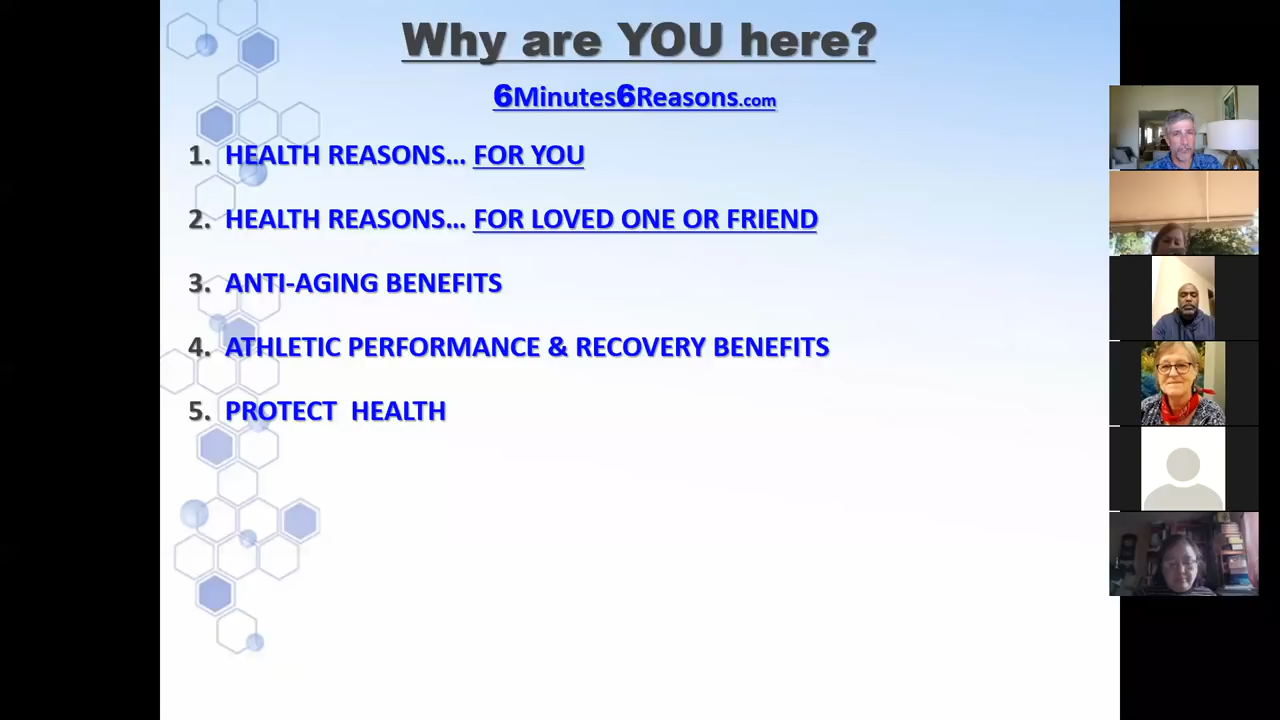 Why are YOU here?
6Minutes6Reasons.com
1. HEALTH REASONS... FOR YOU
2. HEALTH REASONS... FOR LOVED ONE OR FRIEND
3. ANTI-AGING BENEFITS
4. ATHLETIC PERFORMANCE & RECOVERY BENEFITS
5. PROTECT HEALTH